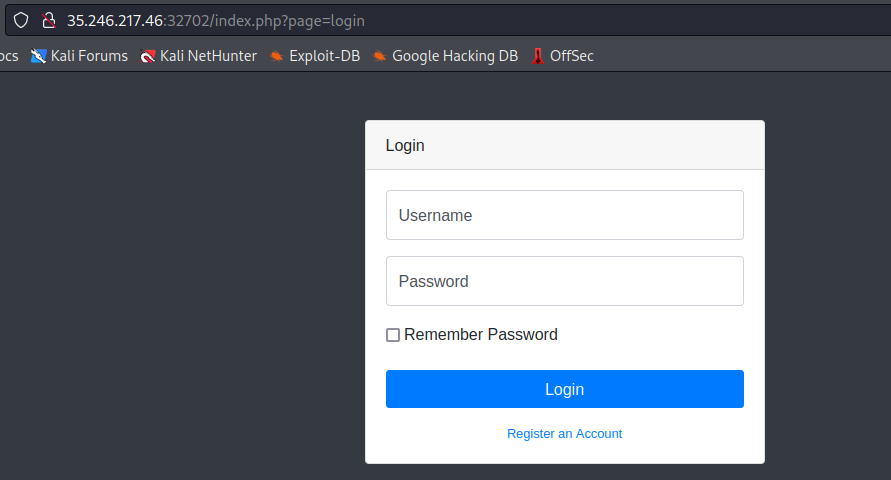 35.246.217.46:32702/index.php?page=login
ocs Kali Forums Kali NetHunter Exploit-DB Google Hacking DB OffSec
Login
Username
Password
Remember Password
Login
Register an Account